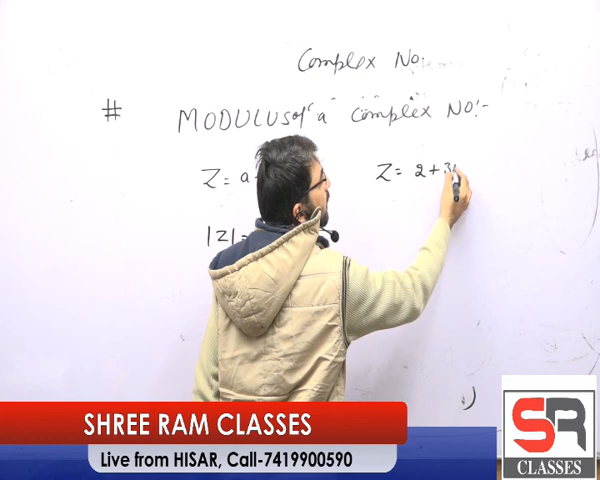 Complex No.
# MODULUS of a Complex NO:-
Z = a Z = 2 + 3
|Z| =
SHREE RAM CLASSES
Live from HISAR, Call-7419900590
SR
CLASSES